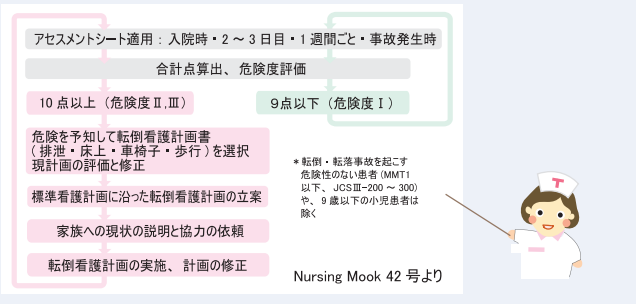 アセスメントシート適用：入院時・2～3日目・1週間ごと・事故発生時
合計点算出、危険度評価
10点以上（危険度Ⅱ,Ⅲ）
9点以下（危険度Ⅰ）
危険を予知して転倒看護計画書
（排泄・床上・車椅子・歩行）を選択
現計画の評価と修正
標準看護計画に沿った転倒看護計画の立案
家族への現状の説明と協力の依頼
転倒看護計画の実施、計画の修正
*転倒・転落事故を起こす
危険性のない患者（MMT1
以下、JCSⅢ-200～300）
や、9歳以下の小児患者は
除く
Nursing Mook 42 号より
T